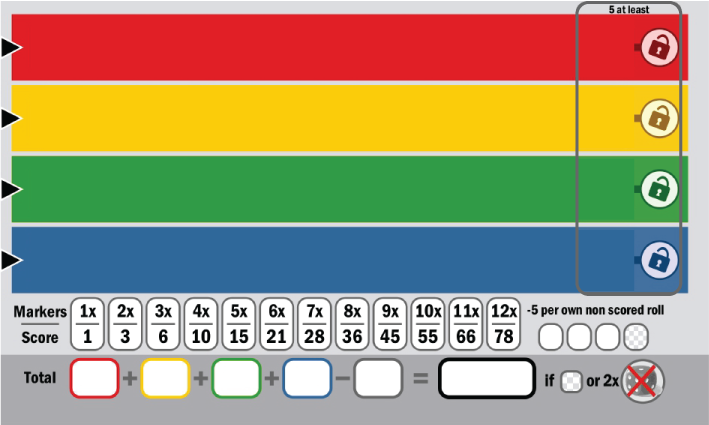 5 at least
Markers 1x 2x 3x 4x 5x 6x 7x 8x 9x 10x 11x 12x -5 per own non scored roll
Score 1 3 6 10 15 21 28 36 45 55 66 78
Total + + + - = if or 2x